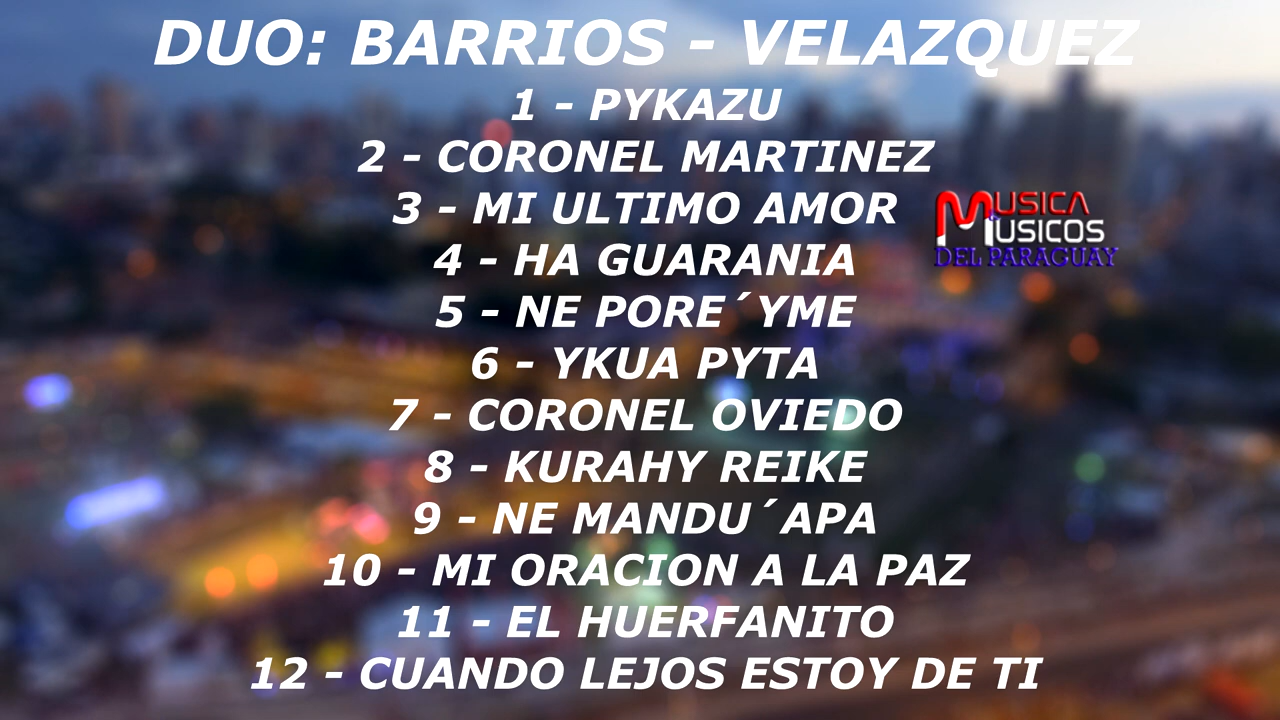 DUO: BARRIOS - VELAZQUEZ
1 - PYKAZU
2 - CORONEL MARTINEZ
3 - MI ULTIMO AMOR
4 - HA GUARANIA
5 - NE PORE´YME
6 - YKUA PYTA
7 - CORONEL OVIEDO
8 - KURAHY REIKE
9 - NE MANDU´APA
10 - MI ORACION A LA PAZ
11 - EL HUERFANITO
12 - CUANDO LEJOS ESTOY DE TI
MUSICA
MUSICOS
DEL PARAGUAY